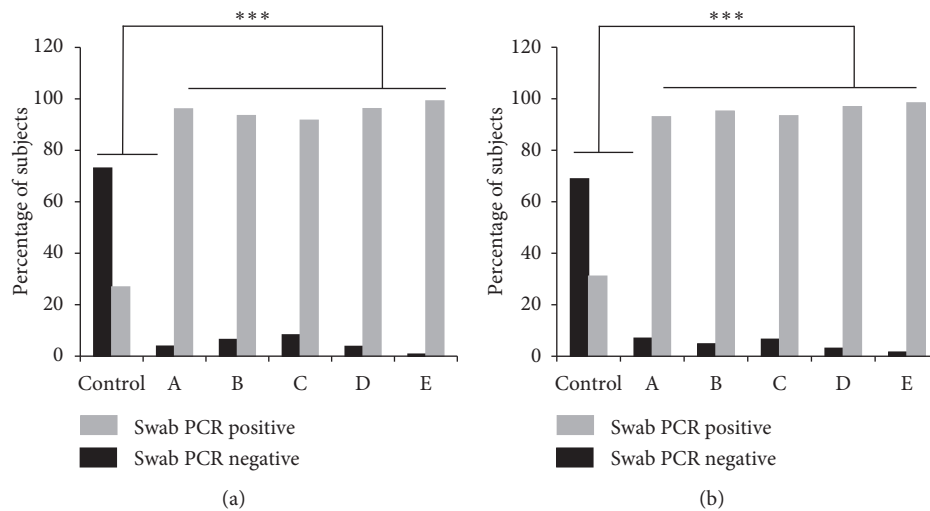 ***
120
100
80
60
40
20
0
Percentage of subjects
Control A B C D E
Swab PCR positive
Swab PCR negative
(a)
***
120
100
80
60
40
20
0
Percentage of subjects
Control A B C D E
Swab PCR positive
Swab PCR negative
(b)